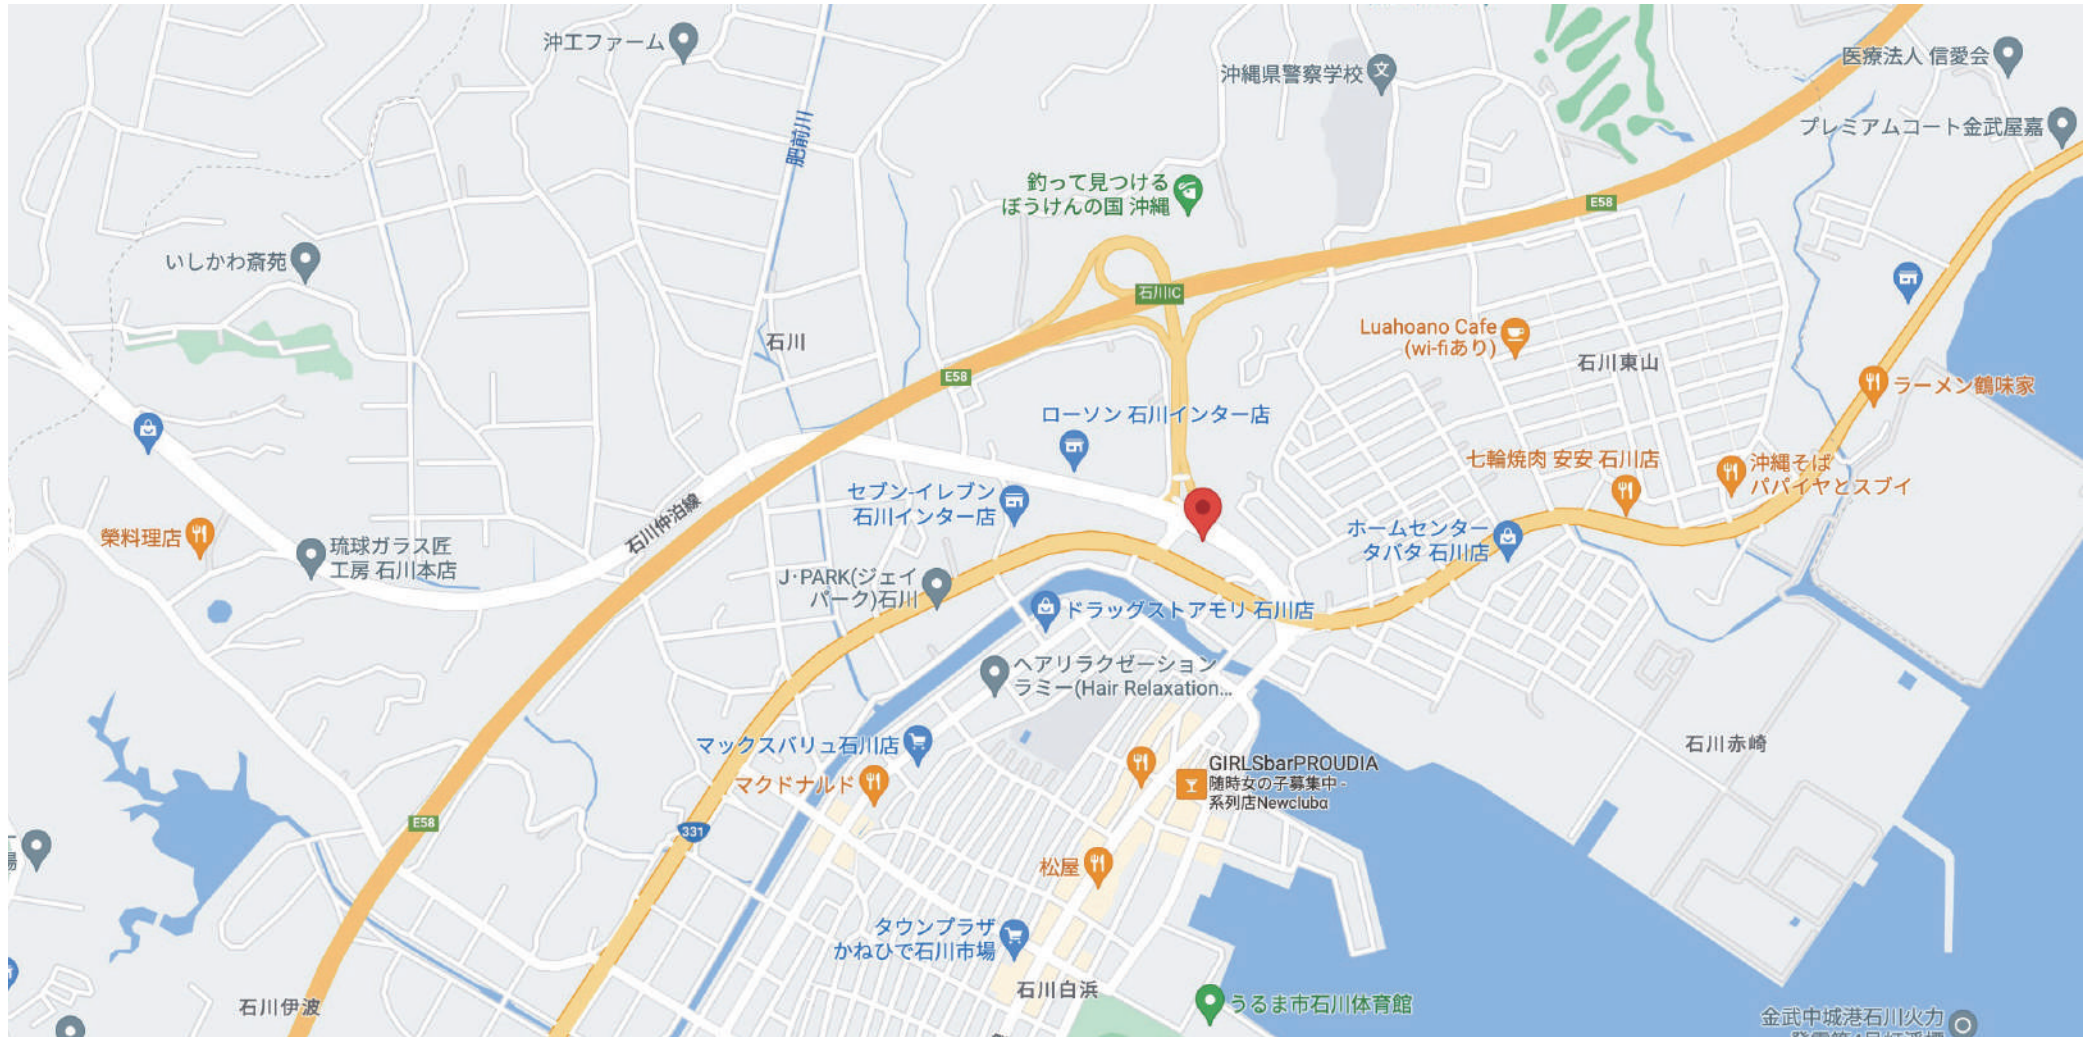 沖工ファーム
沖縄県警察学校
医療法人 信愛会
プレミアムコート金武屋嘉
肥前川
釣って見つける
ぼうけんの国 沖縄
E58
いしかわ斎苑
石川IC
石川
Luahoano Cafe
(wi-fiあり)
石川東山
E58
ラーメン鶴味家
ローソン 石川インター店
七輪焼肉 安安 石川店
沖縄そば
パパイヤとスブイ
セブン-イレブン
石川インター店
石川仲泊線
榮料理店
琉球ガラス匠
工房 石川本店
ホームセンター
タバタ 石川店
J·PARK(ジェイ
パーク)石川
ドラッグストアモリ 石川店
ヘアリラクゼーション
ラミー(Hair Relaxation...
マックスバリュ石川店
石川赤崎
マクドナルド
GIRLSbarPROUDIA
随時女の子募集中 -
系列店Newclubα
E58
331
場
松屋
タウンプラザ
かねひで石川市場
石川白浜
石川伊波
うるま市石川体育館
金武中城港石川火力